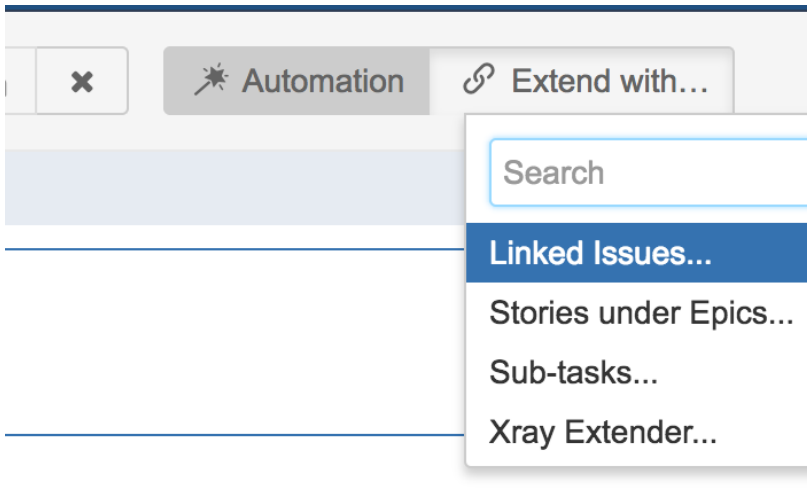 Automation
Extend with...
Search
Linked Issues...
Stories under Epics...
Sub-tasks...
Xray Extender...